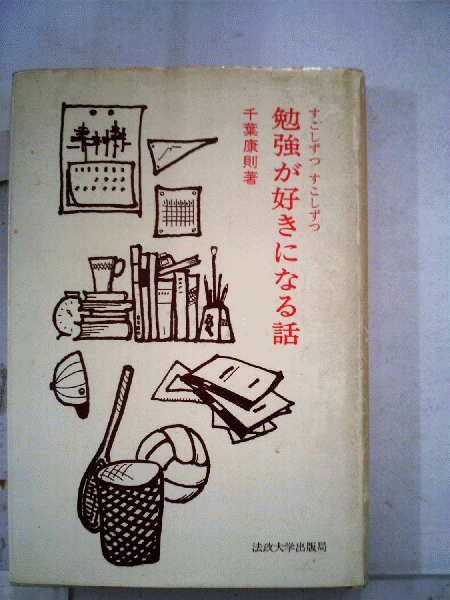 すこしずつ すこしずつ
勉強が好きになる話
千葉康則著
法政大学出版局